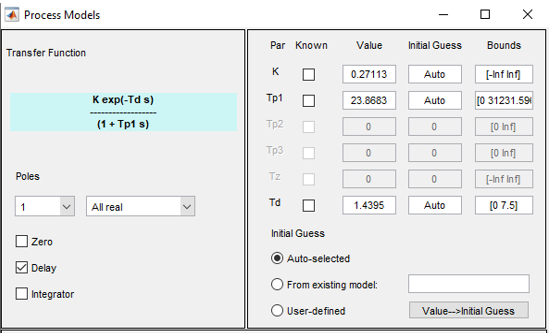 Process Models
Transfer Function
K exp(-Td s)
-------------------
(1 + Tp1 s)
Poles
1 All real
Zero
Delay
Integrator
Par Known Value Initial Guess Bounds
K 0.27113 Auto [-Inf Inf]
Tp1 23.8683 Auto [0 31231.596
Tp2 0 0 [0 Inf]
Tp3 0 0 [0 Inf]
Tz 0 0 [-Inf Inf]
Td 1.4395 Auto [0 7.5]
Initial Guess
Auto-selected
From existing model:
User-defined Value-->Initial Guess